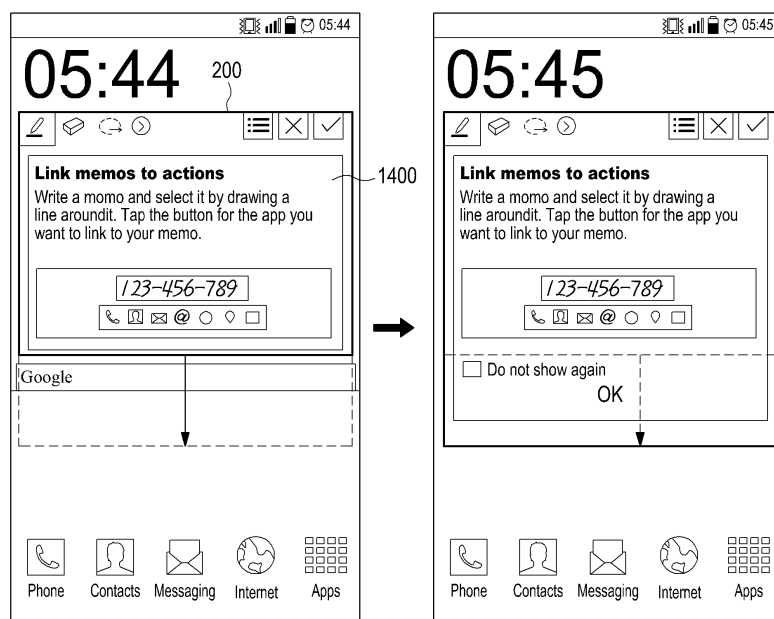 05:44
05:44
200
Link memos to actions
Write a momo and select it by drawing a
line aroundit. Tap the button for the app you
want to link to your memo.
1400
123-456-789
@
Google
Phone Contacts Messaging Internet Apps
05:45
05:45
Link memos to actions
Write a momo and select it by drawing a
line aroundit. Tap the button for the app you
want to link to your memo.
123-456-789
@
Do not show again
OK
Phone Contacts Messaging Internet Apps